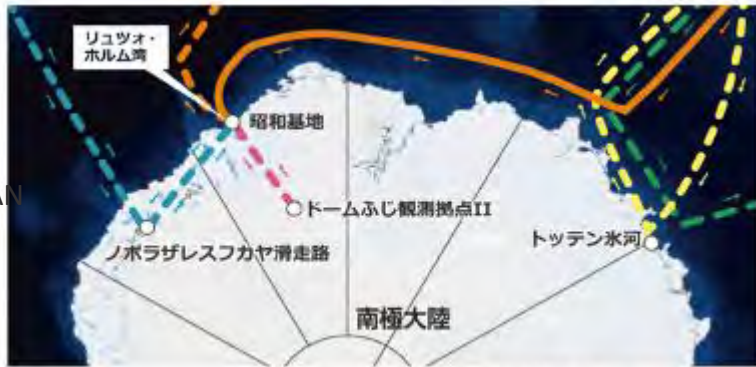 リュツォ・
ホルム湾
昭和基地
ドームふじ観測拠点II
AN
ノボラザレスフカヤ滑走路
トッテン氷河
南極大陸